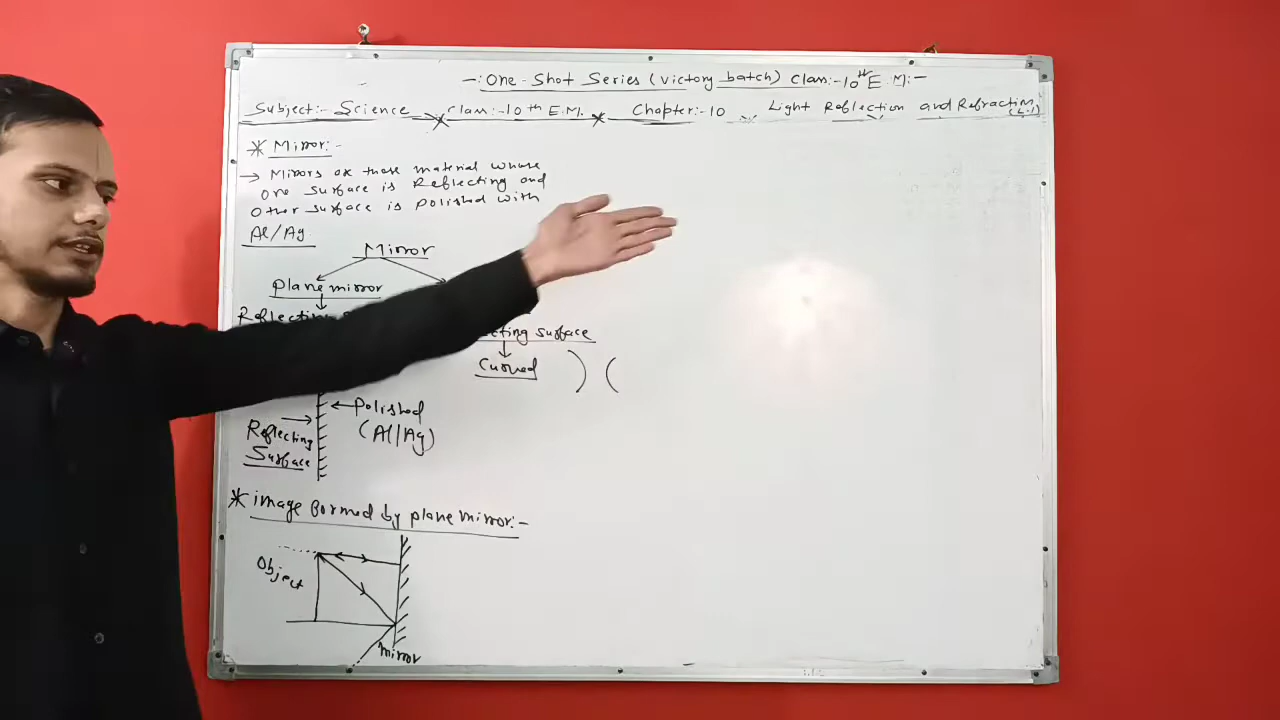 -: One-Shot Series (victory batch) Class:-10th E.M:-
Subject:- Science Class:-10th E.M. Chapter:-10 Light Reflection and Refraction (L-1)
* Mirror:-
→ Mirrors ore those material whose
one surface is Reflecting and
Other surface is polished with
Al/Ag.
Mirror
plane mirror
Reflecting
surface
Curved ) (
← Polished
(Al/Ag)
Reflecting →
Surface
* image formed by plane mirror:-
Object
mirror